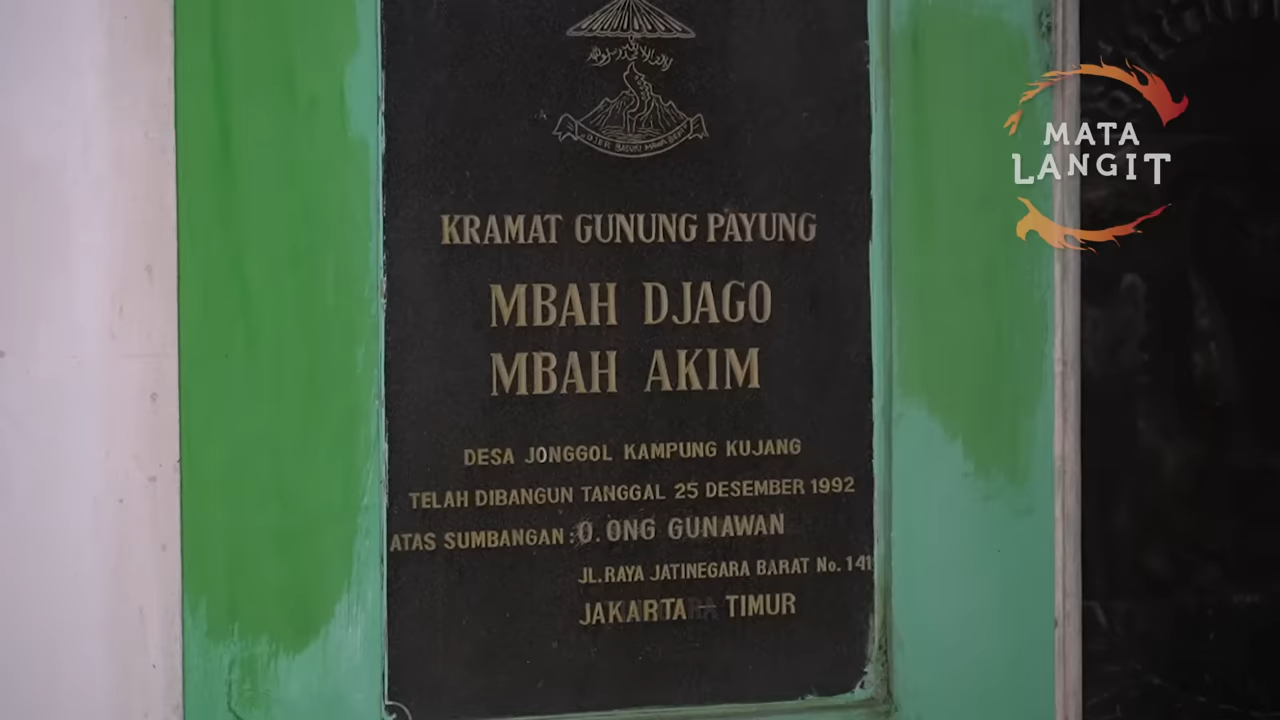 MATA
LANGIT
KRAMAT GUNUNG PAYUNG
MBAH DJAGO
MBAH AKIM
DESA JONGGOL KAMPUNG KUJANG
TELAH DIBANGUN TANGGAL 25 DESEMBER 1992
ATAS SUMBANGAN: O. ONG GUNAWAN
JL. RAYA JATINEGARA BARAT No. 141
JAKARTA - TIMUR